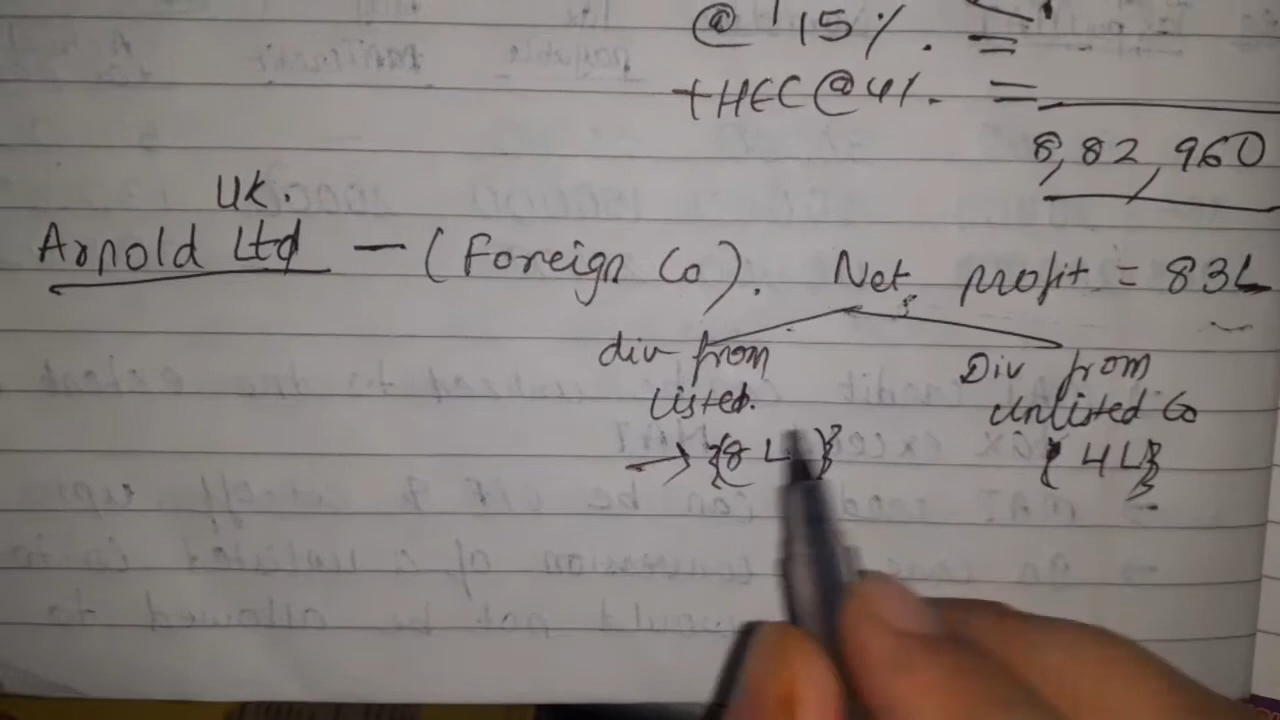 @ 15%. =
+HEC@4%. =
8,82,960
UK.
Arnold Ltd — (Foreign Co). Net profit = 83L
div from Div from
Listed. Unlisted Co
→ {8L} {4L}